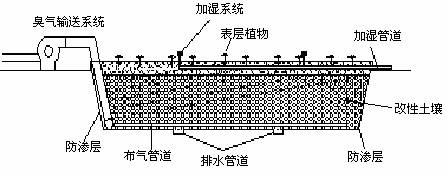 加湿系统
臭气输送系统
表层植物
加湿管道
改性土壤
防渗层
布气管道
排水管道
防渗层